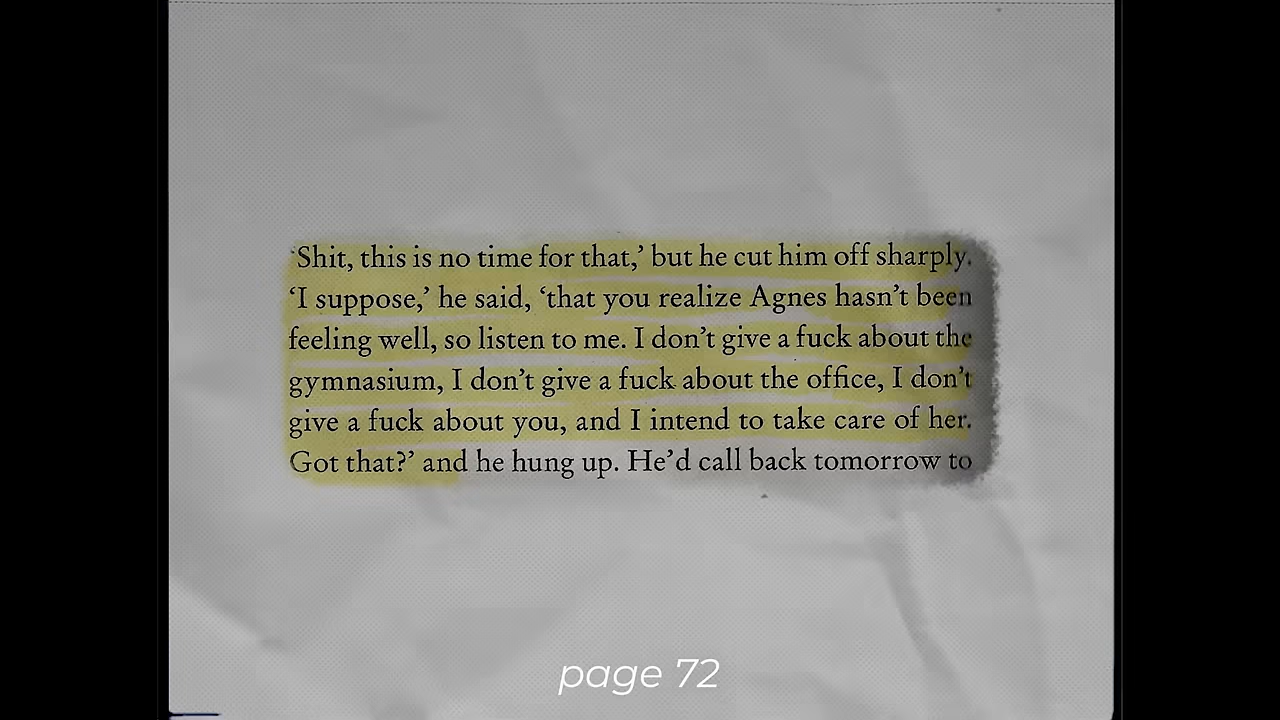 ‘Shit, this is no time for that,’ but he cut him off sharply.
‘I suppose,’ he said, ‘that you realize Agnes hasn’t been
feeling well, so listen to me. I don’t give a fuck about the
gymnasium, I don’t give a fuck about the office, I don’t
give a fuck about you, and I intend to take care of her.
Got that?’ and he hung up. He’d call back tomorrow to
page 72